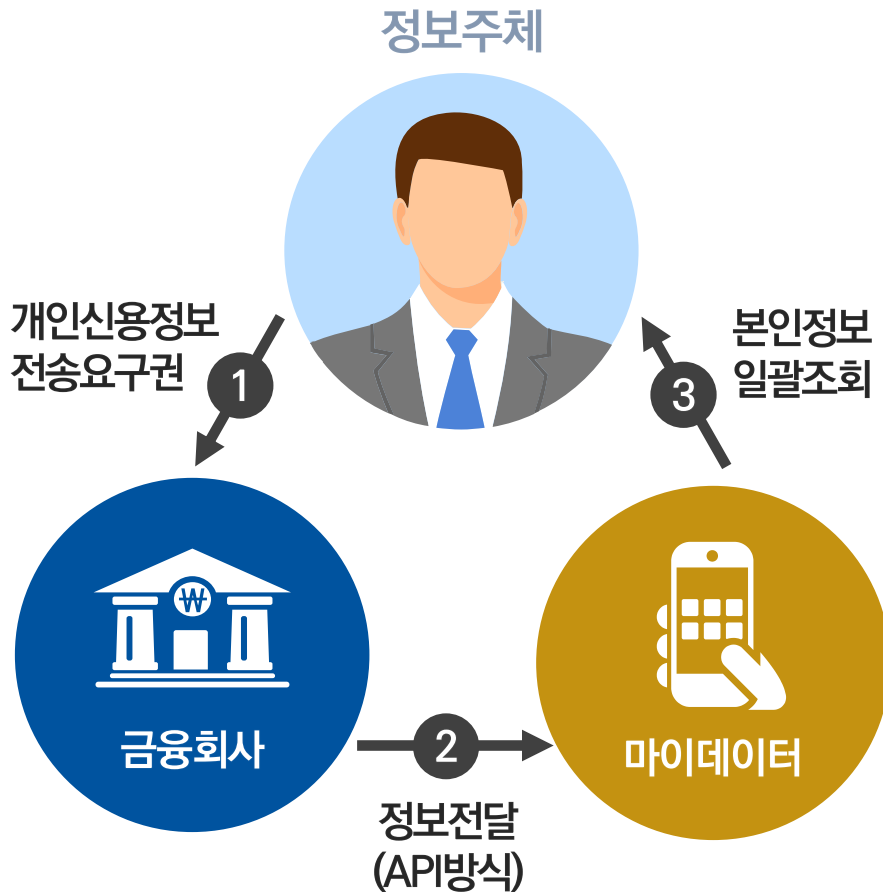 정보주체
개인신용정보
전송요구권
1
본인정보
일괄조회
3
₩
금융회사
2
마이데이터
정보전달
(API방식)